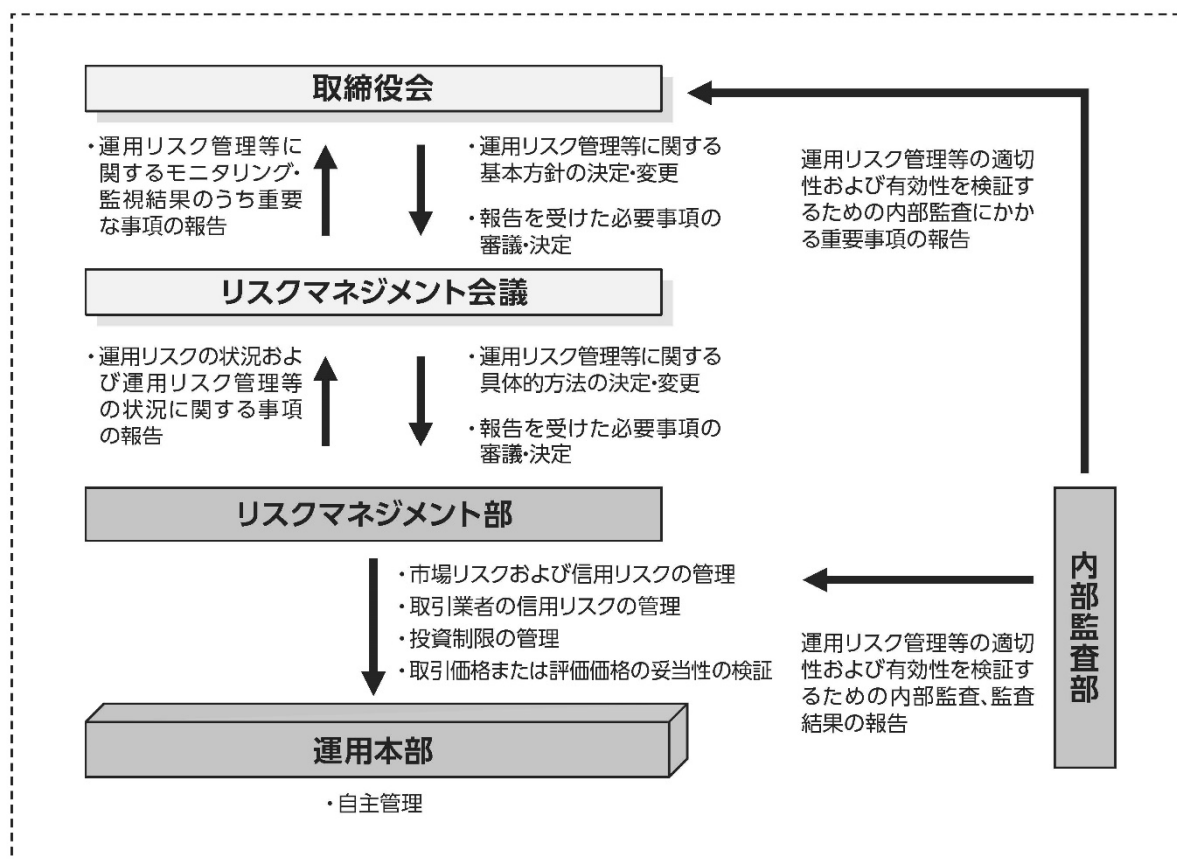 取締役会
・運用リスク管理等に
関するモニタリング・
監視結果のうち重要
な事項の報告
・運用リスク管理等に関する
基本方針の決定・変更
・報告を受けた必要事項の
審議・決定
運用リスク管理等の適切
性および有効性を検証す
るための内部監査にかか
る重要事項の報告
リスクマネジメント会議
・運用リスクの状況およ
び運用リスク管理等
の状況に関する事項
の報告
・運用リスク管理等に関する
具体的方法の決定・変更
・報告を受けた必要事項の
審議・決定
リスクマネジメント部
・市場リスクおよび信用リスクの管理
・取引業者の信用リスクの管理
・投資制限の管理
・取引価格または評価価格の妥当性の検証
運用リスク管理等の適切
性および有効性を検証す
るための内部監査、監査
結果の報告
内部監査部
運用本部
・自主管理